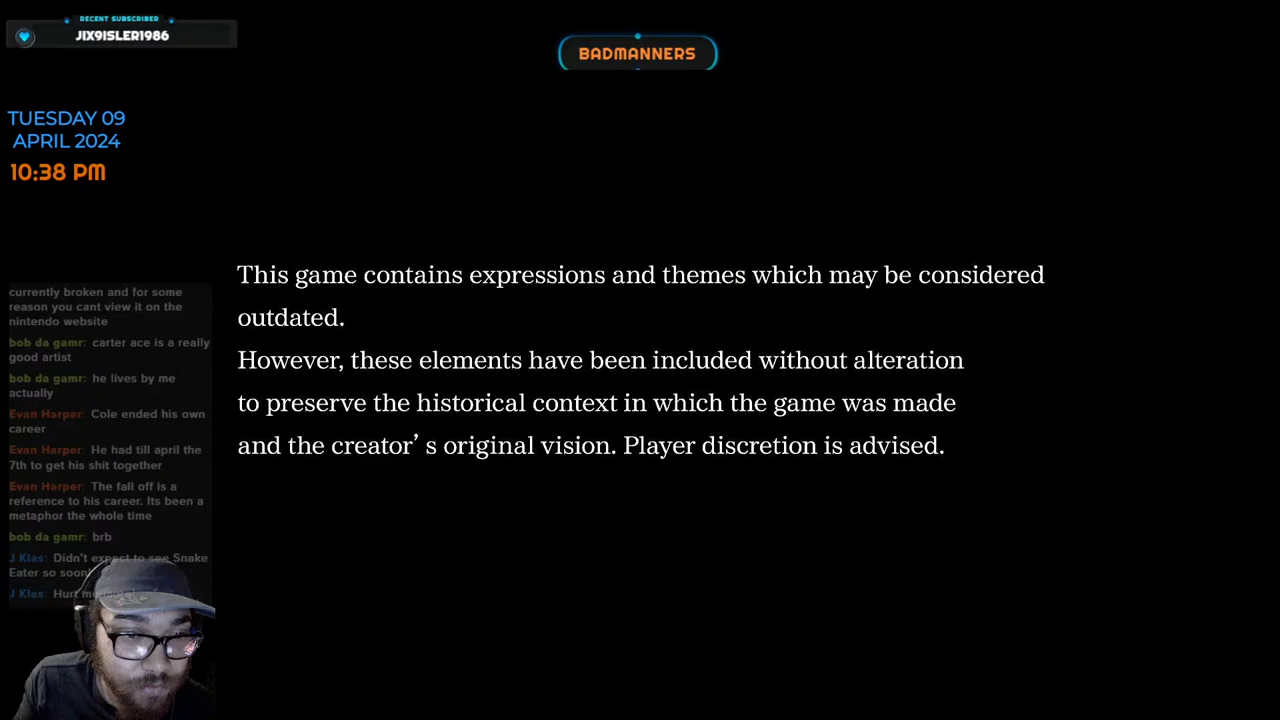 RECENT SUBSCRIBER
JIX9ISLER1986
BADMANNERS
TUESDAY 09
APRIL 2024
10:38 PM
This game contains expressions and themes which may be considered
outdated.
However, these elements have been included without alteration
to preserve the historical context in which the game was made
and the creator’s original vision. Player discretion is advised.
currently broken and for some
reason you cant view it on the
nintendo website
bob da gamr: carter ace is a really
good artist
bob da gamr: he lives by me
actually
Evan Harper: Cole ended his own
career
Evan Harper: He had till april the
7th to get his shit together
Evan Harper: The fall off is a
reference to his career. Its been a
metaphor the whole time
bob da gamr: brb
J Klas: Didn't expect to see Snake
Eater so soon!
J Klas: Hurt me